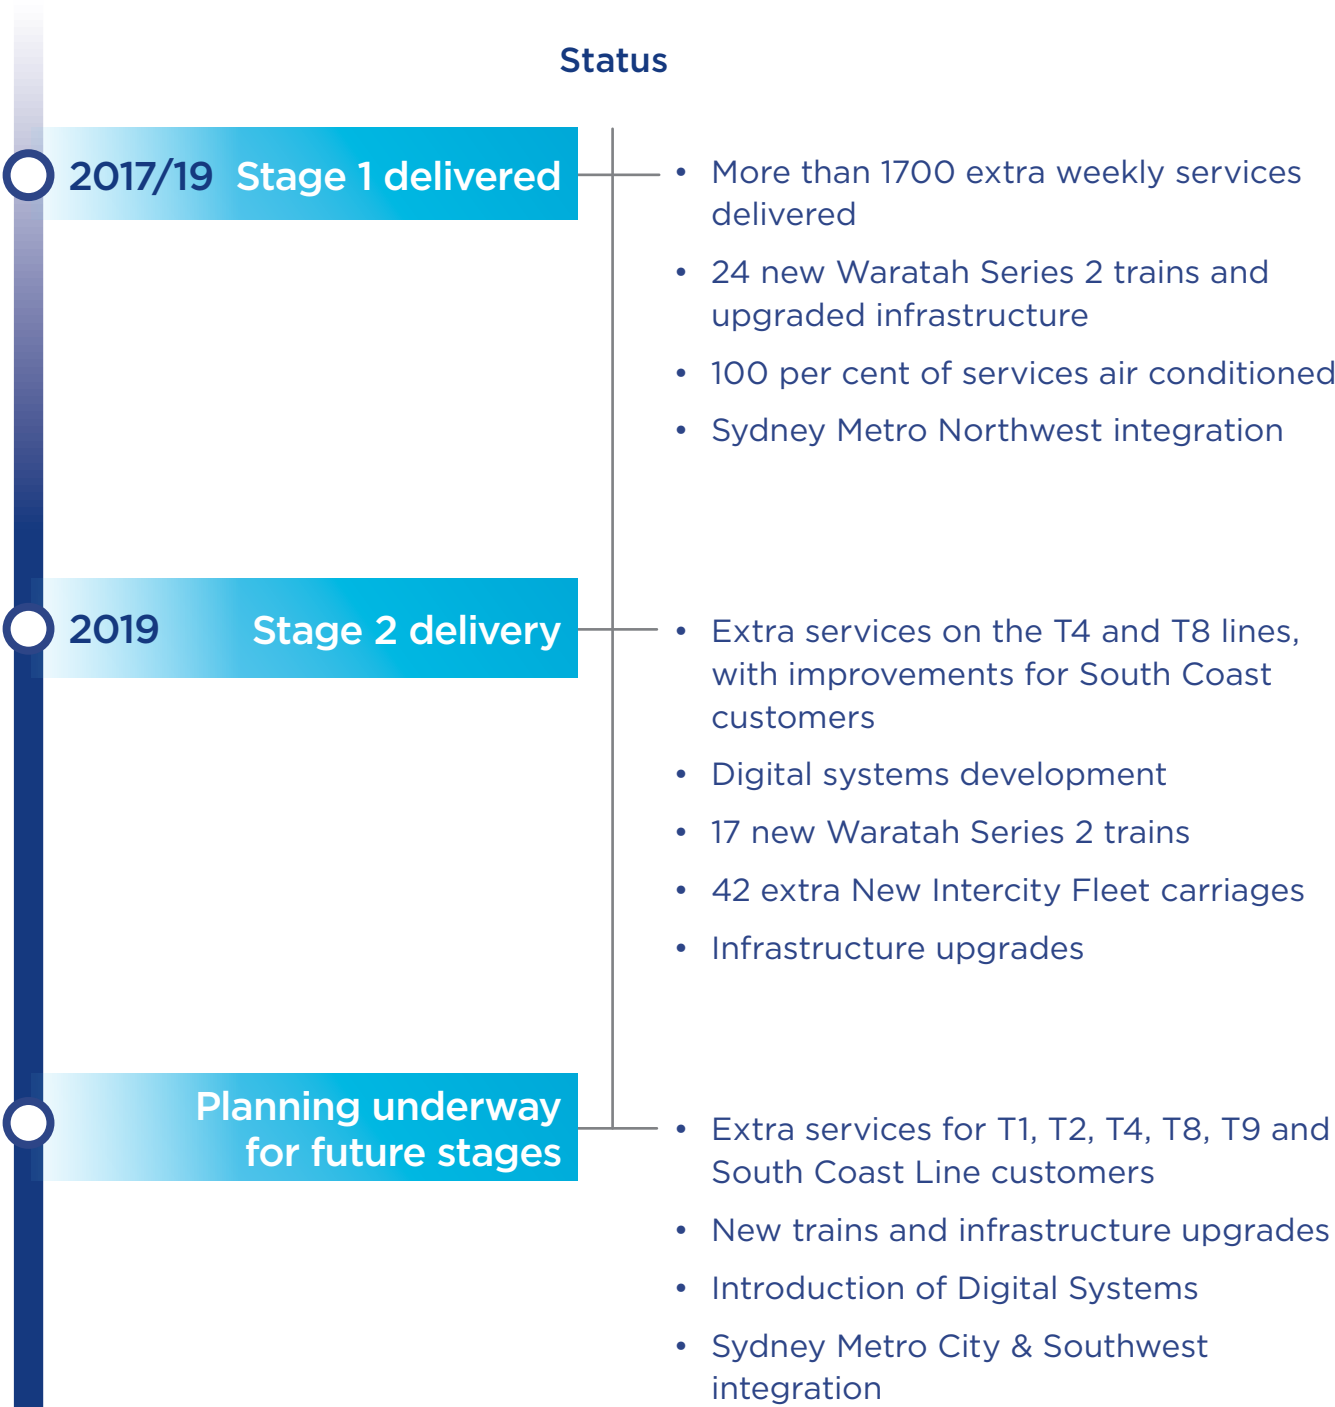 Status
2017/19 Stage 1 delivered
• More than 1700 extra weekly services
delivered
• 24 new Waratah Series 2 trains and
upgraded infrastructure
• 100 per cent of services air conditioned
• Sydney Metro Northwest integration
2019 Stage 2 delivery
• Extra services on the T4 and T8 lines,
with improvements for South Coast
customers
• Digital systems development
• 17 new Waratah Series 2 trains
• 42 extra New Intercity Fleet carriages
• Infrastructure upgrades
Planning underway
for future stages
• Extra services for T1, T2, T4, T8, T9 and
South Coast Line customers
• New trains and infrastructure upgrades
• Introduction of Digital Systems
• Sydney Metro City & Southwest
integration